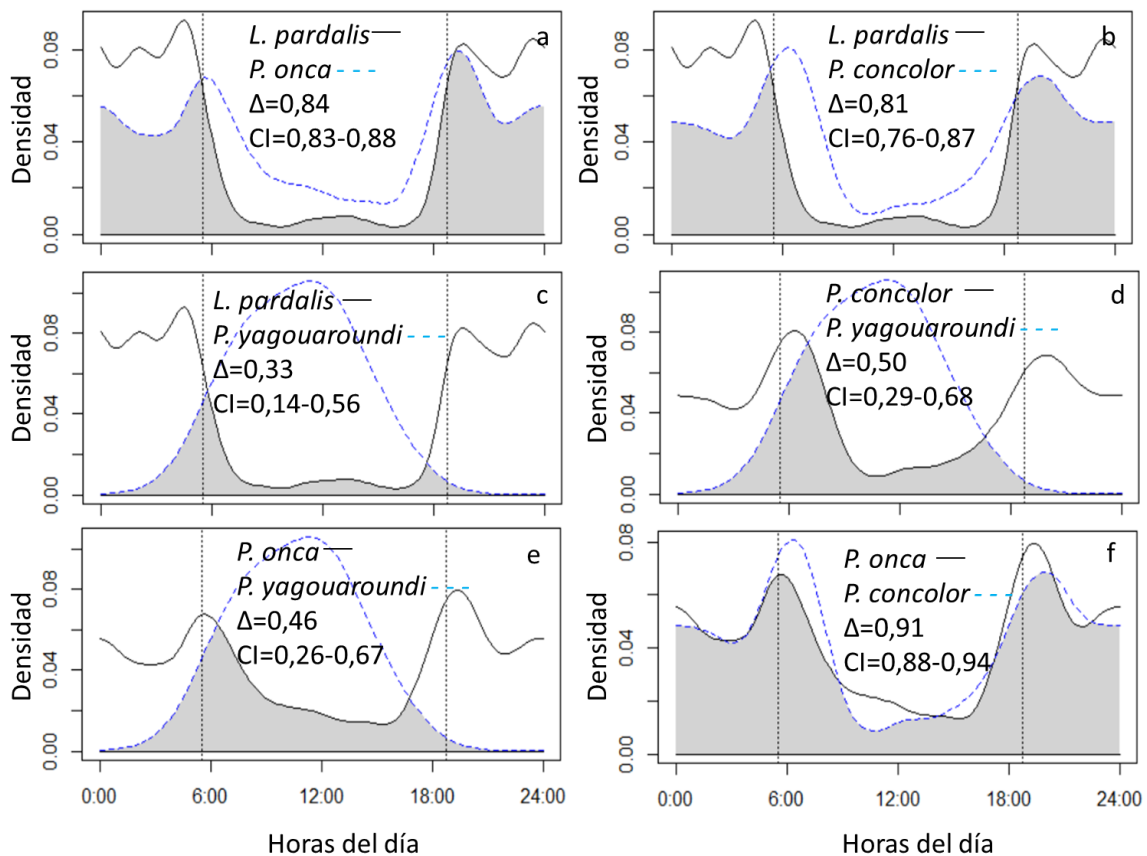 a
L. pardalis
P. onca
Δ=0,84
CI=0,83-0,88
Densidad
0.00
0.04
0.08
b
L. pardalis
P. concolor
Δ=0,81
CI=0,76-0,87
Densidad
0.00
0.04
0.08
c
L. pardalis
P. yagouaroundi
Δ=0,33
CI=0,14-0,56
Densidad
0.00
0.04
0.08
d
P. concolor
P. yagouaroundi
Δ=0,50
CI=0,29-0,68
Densidad
0.00
0.04
0.08
e
P. onca
P. yagouaroundi
Δ=0,46
CI=0,26-0,67
Densidad
0.00
0.04
0.08
0:00 6:00 12:00 18:00 24:00
Horas del día
f
P. onca
P. concolor
Δ=0,91
CI=0,88-0,94
Densidad
0.00
0.04
0.08
0:00 6:00 12:00 18:00 24:00
Horas del día